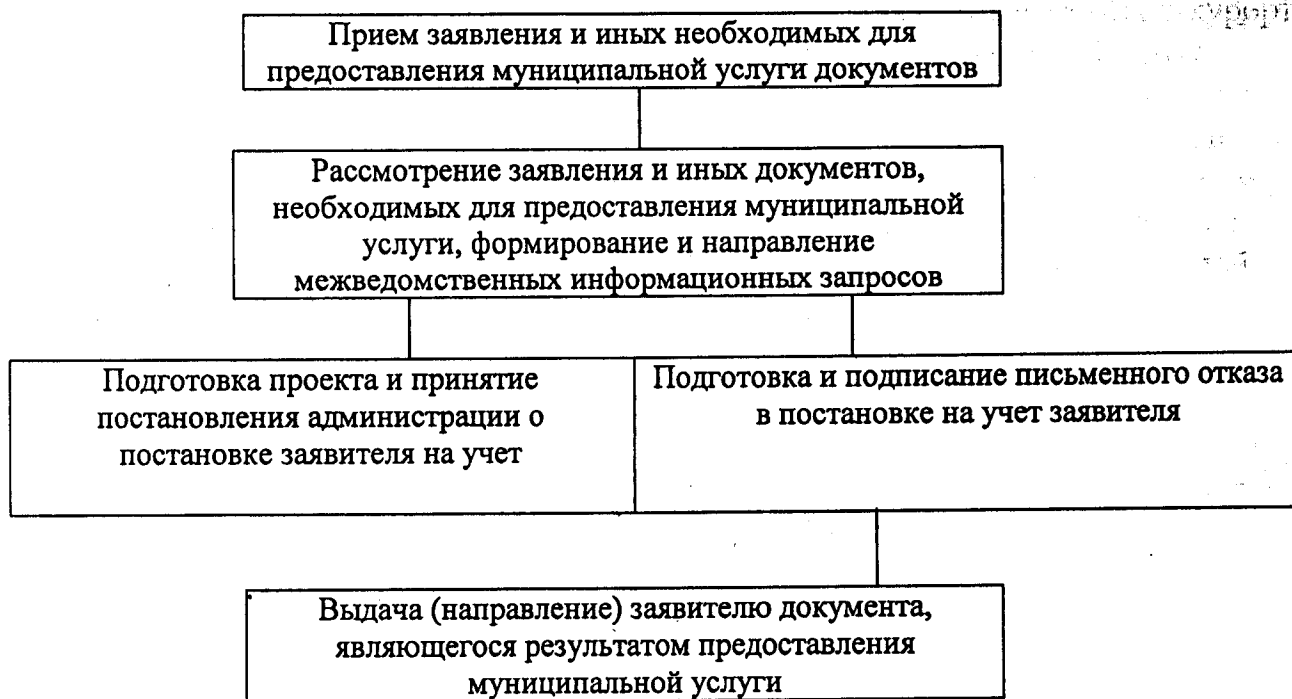 Прием заявления и иных необходимых для
предоставления муниципальной услуги документов
Рассмотрение заявления и иных документов,
необходимых для предоставления муниципальной
услуги, формирование и направление
межведомственных информационных запросов
Подготовка проекта и принятие
постановления администрации о
постановке заявителя на учет
Подготовка и подписание письменного отказа
в постановке на учет заявителя
Выдача (направление) заявителю документа,
являющегося результатом предоставления
муниципальной услуги